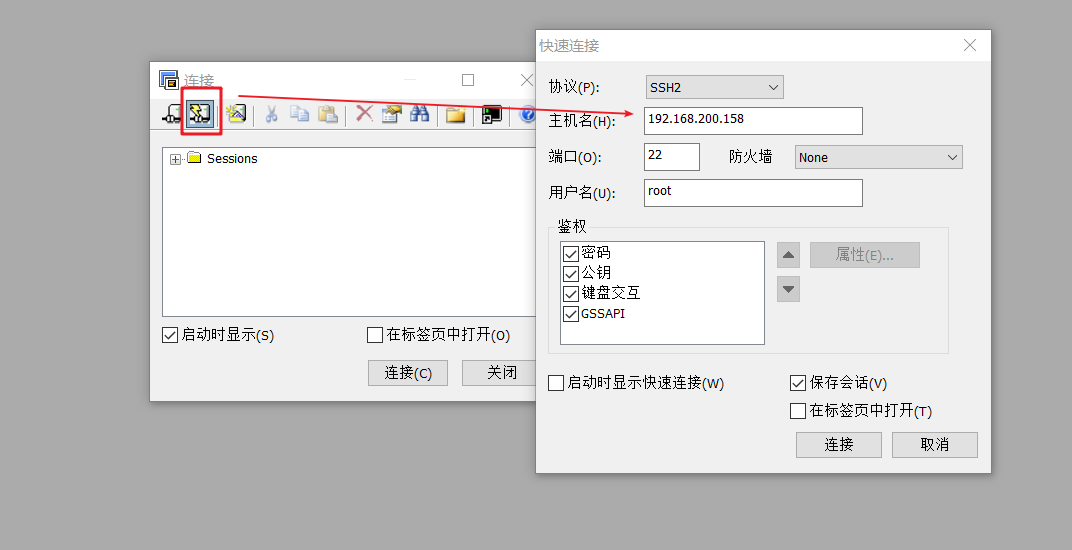 连接
Sessions
启动时显示(S)
在标签页中打开(O)
连接(C)
关闭
快速连接
协议(P):
SSH2
主机名(H):
192.168.200.158
端口(O):
22
防火墙
None
用户名(U):
root
鉴权
密码
公钥
键盘交互
GSSAPI
属性(E)...
启动时显示快速连接(W)
保存会话(V)
在标签页中打开(T)
连接
取消